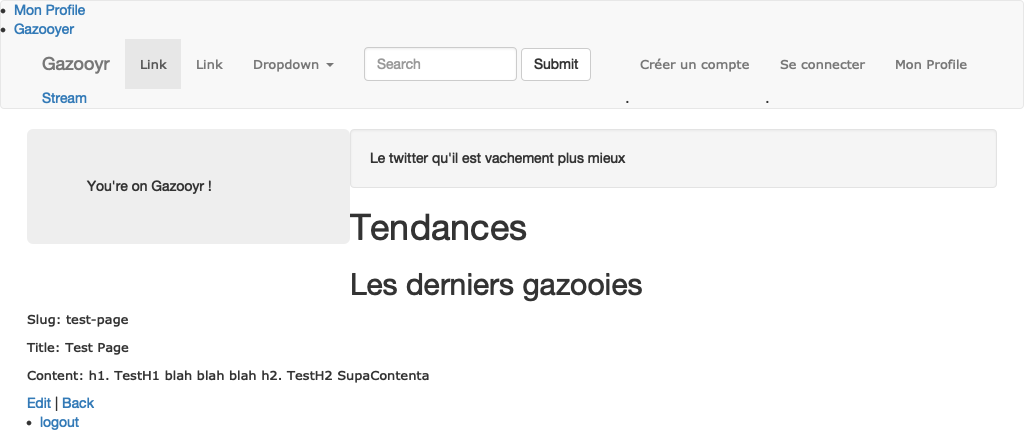 Mon Profile
Gazooyer
Gazooyr Link Link Dropdown Search Submit Créer un compte Se connecter Mon Profile
Stream
You're on Gazooyr !
Le twitter qu'il est vachement plus mieux
Tendances
Les derniers gazooies
Slug: test-page
Title: Test Page
Content: h1. TestH1 blah blah blah h2. TestH2 SupaContenta
Edit | Back
logout